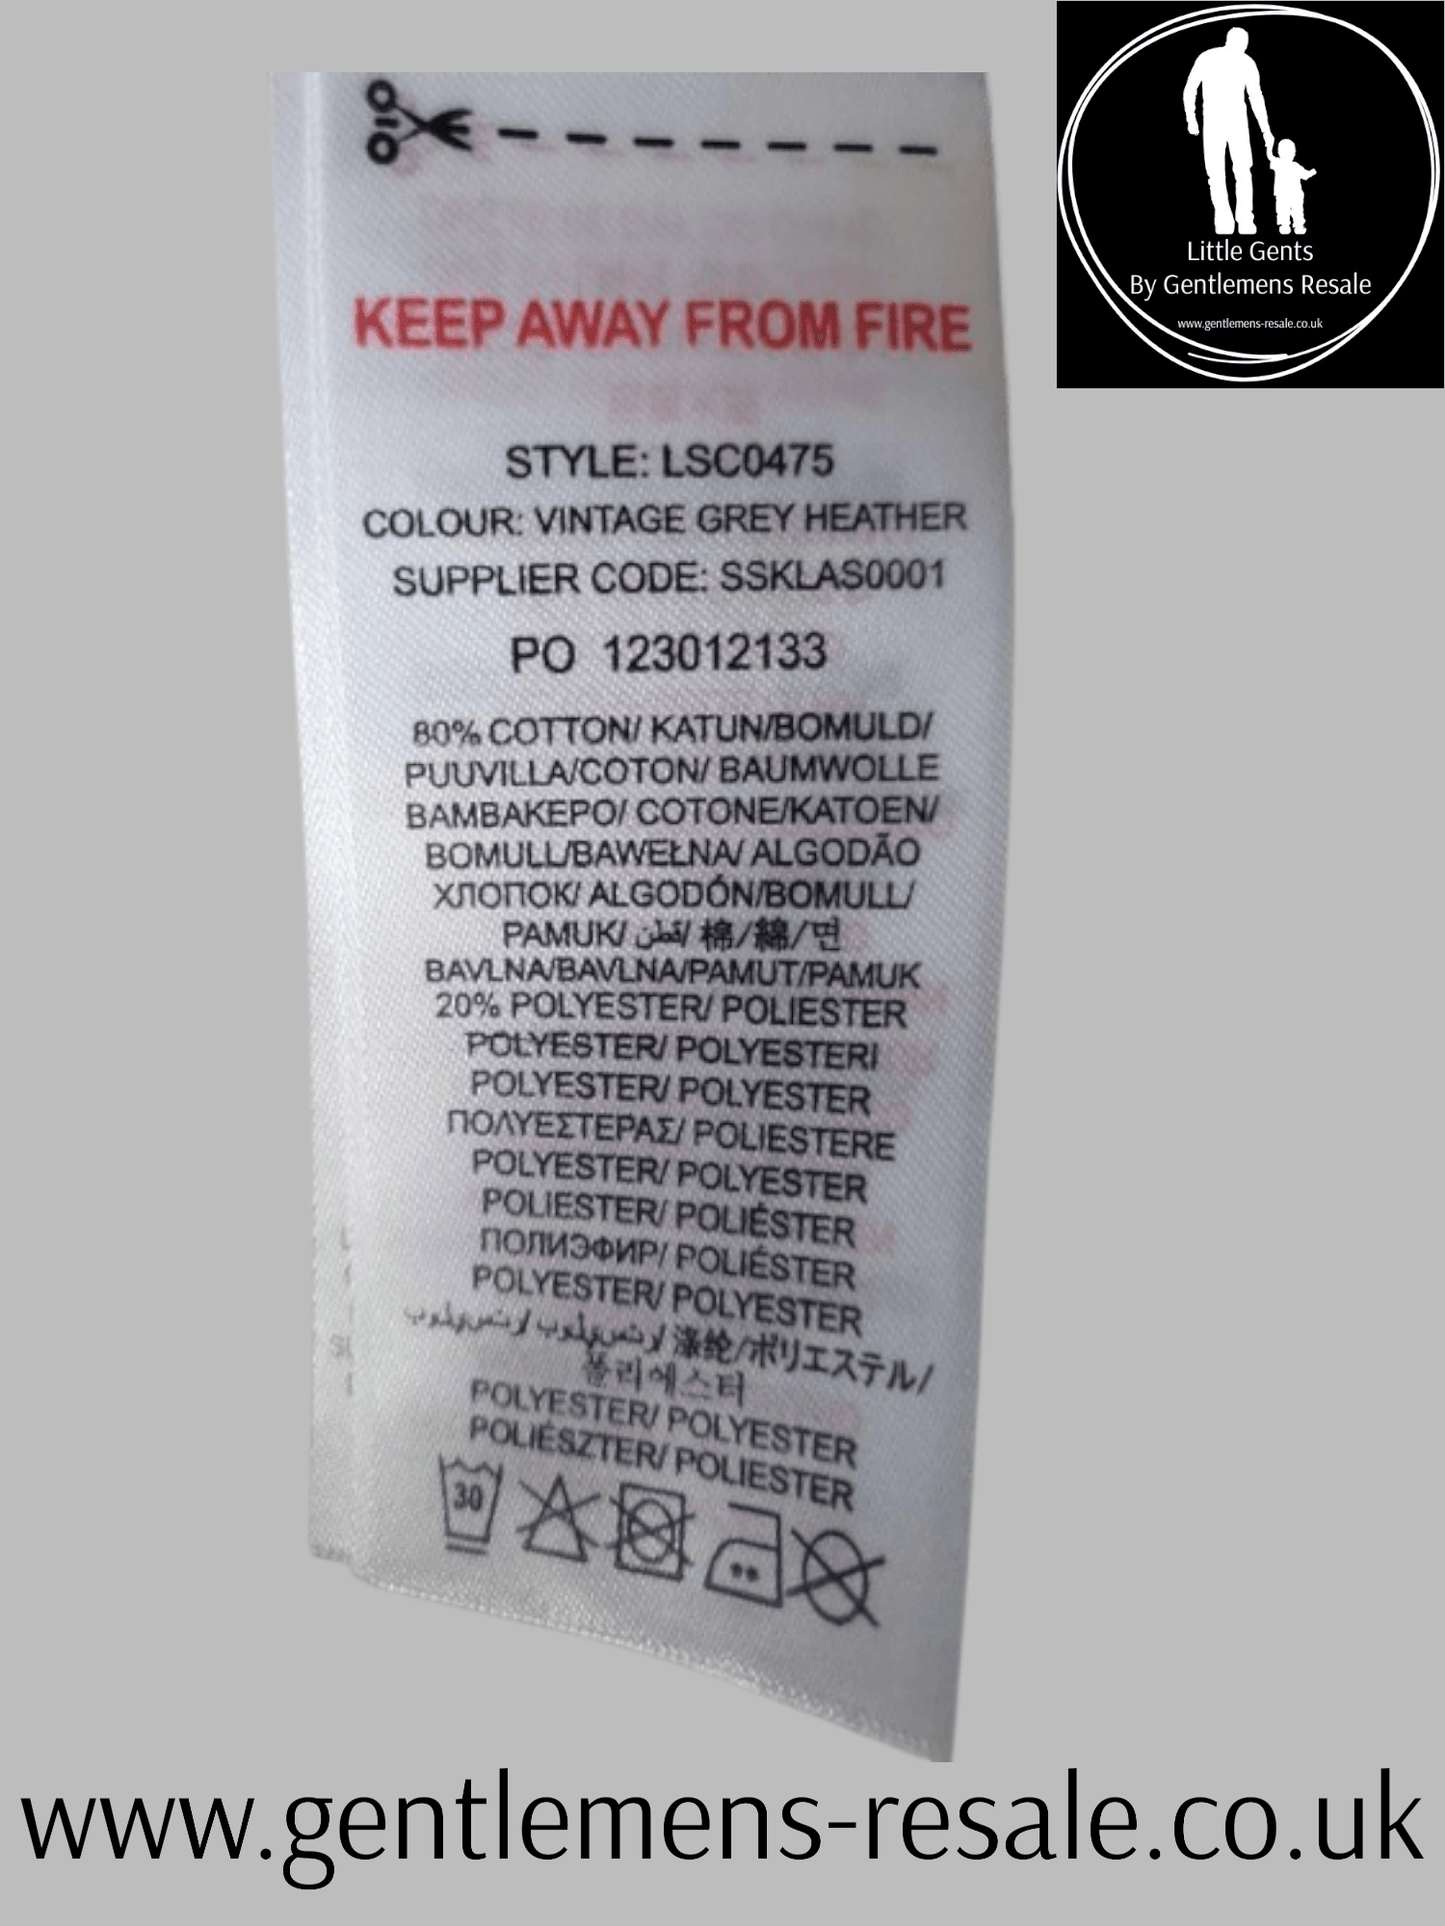 Little Gents
By Gentlemens Resale
www.gentlemens-resale.co.uk
KEEP AWAY FROM FIRE
STYLE: LSC0475
COLOUR: VINTAGE GREY HEATHER
SUPPLIER CODE: SSKLAS0001
PO 123012133
80% COTTON/ KATUN/BOMULD/
PUUVILLA/COTON/ BAUMWOLLE
ΒΑΜΒΑΚΕΡΟ/ COTONE/KATOEN/
BOMULL/BAWEŁNA/ ALGODÃO
ХЛОПОК/ ALGODÓN/BOMULL/
PAMUK/ قطن/ 棉/綿/면
BAVLNA/BAVLNA/PAMUT/PAMUK
20% POLYESTER/ POLIESTER
POLYESTER/ POLYESTERI
POLYESTER/ POLYESTER
ΠΟΛΥΕΣΤΕΡΑΣ/ POLIESTERE
POLYESTER/ POLYESTER
POLIESTER/ POLIÉSTER
ПОЛИЭФИР/ POLIÉSTER
POLYESTER/ POLYESTER
涤纶/ポリエステル/
폴리에스터
POLYESTER/ POLYESTER
POLIÉSZTER/ POLIESTER
30
www.gentlemens-resale.co.uk